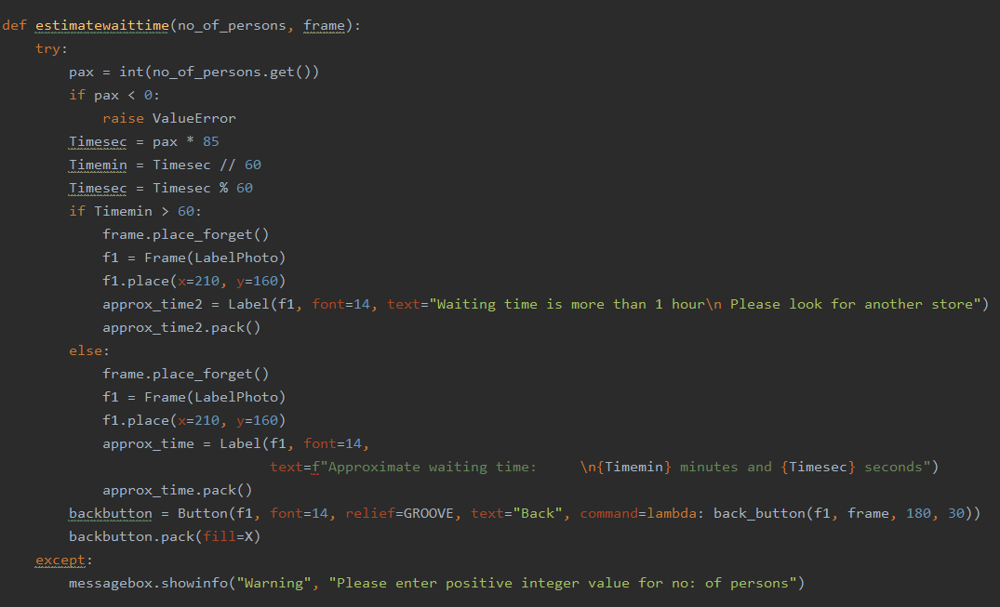 def estimatewaittime(no_of_persons, frame):
    try:
        pax = int(no_of_persons.get())
        if pax < 0:
            raise ValueError
        Timesec = pax * 85
        Timemin = Timesec // 60
        Timesec = Timesec % 60
        if Timemin > 60:
            frame.place_forget()
            f1 = Frame(LabelPhoto)
            f1.place(x=210, y=160)
            approx_time2 = Label(f1, font=14, text="Waiting time is more than 1 hour\n Please look for another store")
            approx_time2.pack()
        else:
            frame.place_forget()
            f1 = Frame(LabelPhoto)
            f1.place(x=210, y=160)
            approx_time = Label(f1, font=14,
                                text=f"Approximate waiting time:     \n{Timemin} minutes and {Timesec} seconds")
            approx_time.pack()
        backbutton = Button(f1, font=14, relief=GROOVE, text="Back", command=lambda: back_button(f1, frame, 180, 30))
        backbutton.pack(fill=X)
    except:
        messagebox.showinfo("Warning", "Please enter positive integer value for no: of persons")